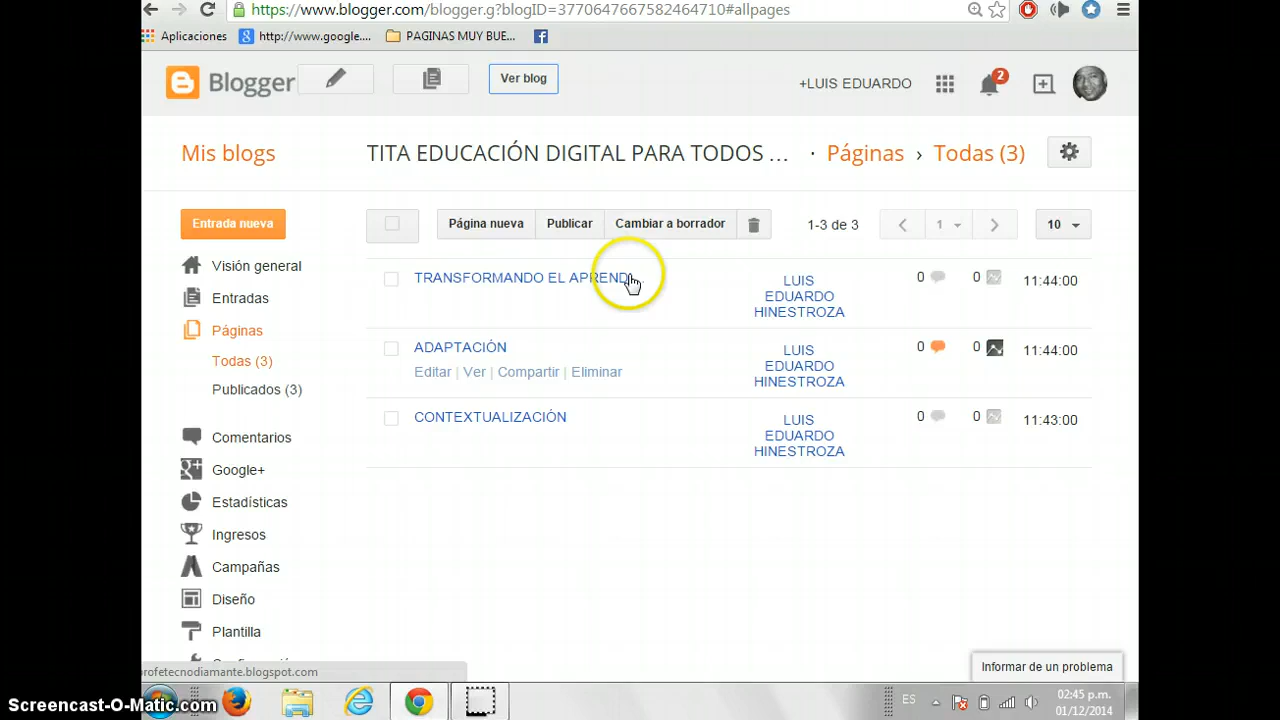 https://www.blogger.com/blogger.g?blogID=3770647667582464710#allpages
Aplicaciones
http://www.google....
PAGINAS MUY BUE...
Blogger
Ver blog
+LUIS EDUARDO
2
Mis blogs
TITA EDUCACIÓN DIGITAL PARA TODOS ...
· Páginas › Todas (3)
Entrada nueva
Página nueva
Publicar
Cambiar a borrador
1-3 de 3
1
10
Visión general
Entradas
Páginas
Todas (3)
Publicados (3)
Comentarios
Google+
Estadísticas
Ingresos
Campañas
Diseño
Plantilla
TRANSFORMANDO EL APREND...
LUIS
EDUARDO
HINESTROZA
0
0
11:44:00
ADAPTACIÓN
Editar | Ver | Compartir | Eliminar
LUIS
EDUARDO
HINESTROZA
0
0
11:44:00
CONTEXTUALIZACIÓN
LUIS
EDUARDO
HINESTROZA
0
0
11:43:00
profetecnodiamante.blogspot.com
Informar de un problema
Screencast-O-Matic.com
ES
02:45 p.m.
01/12/2014